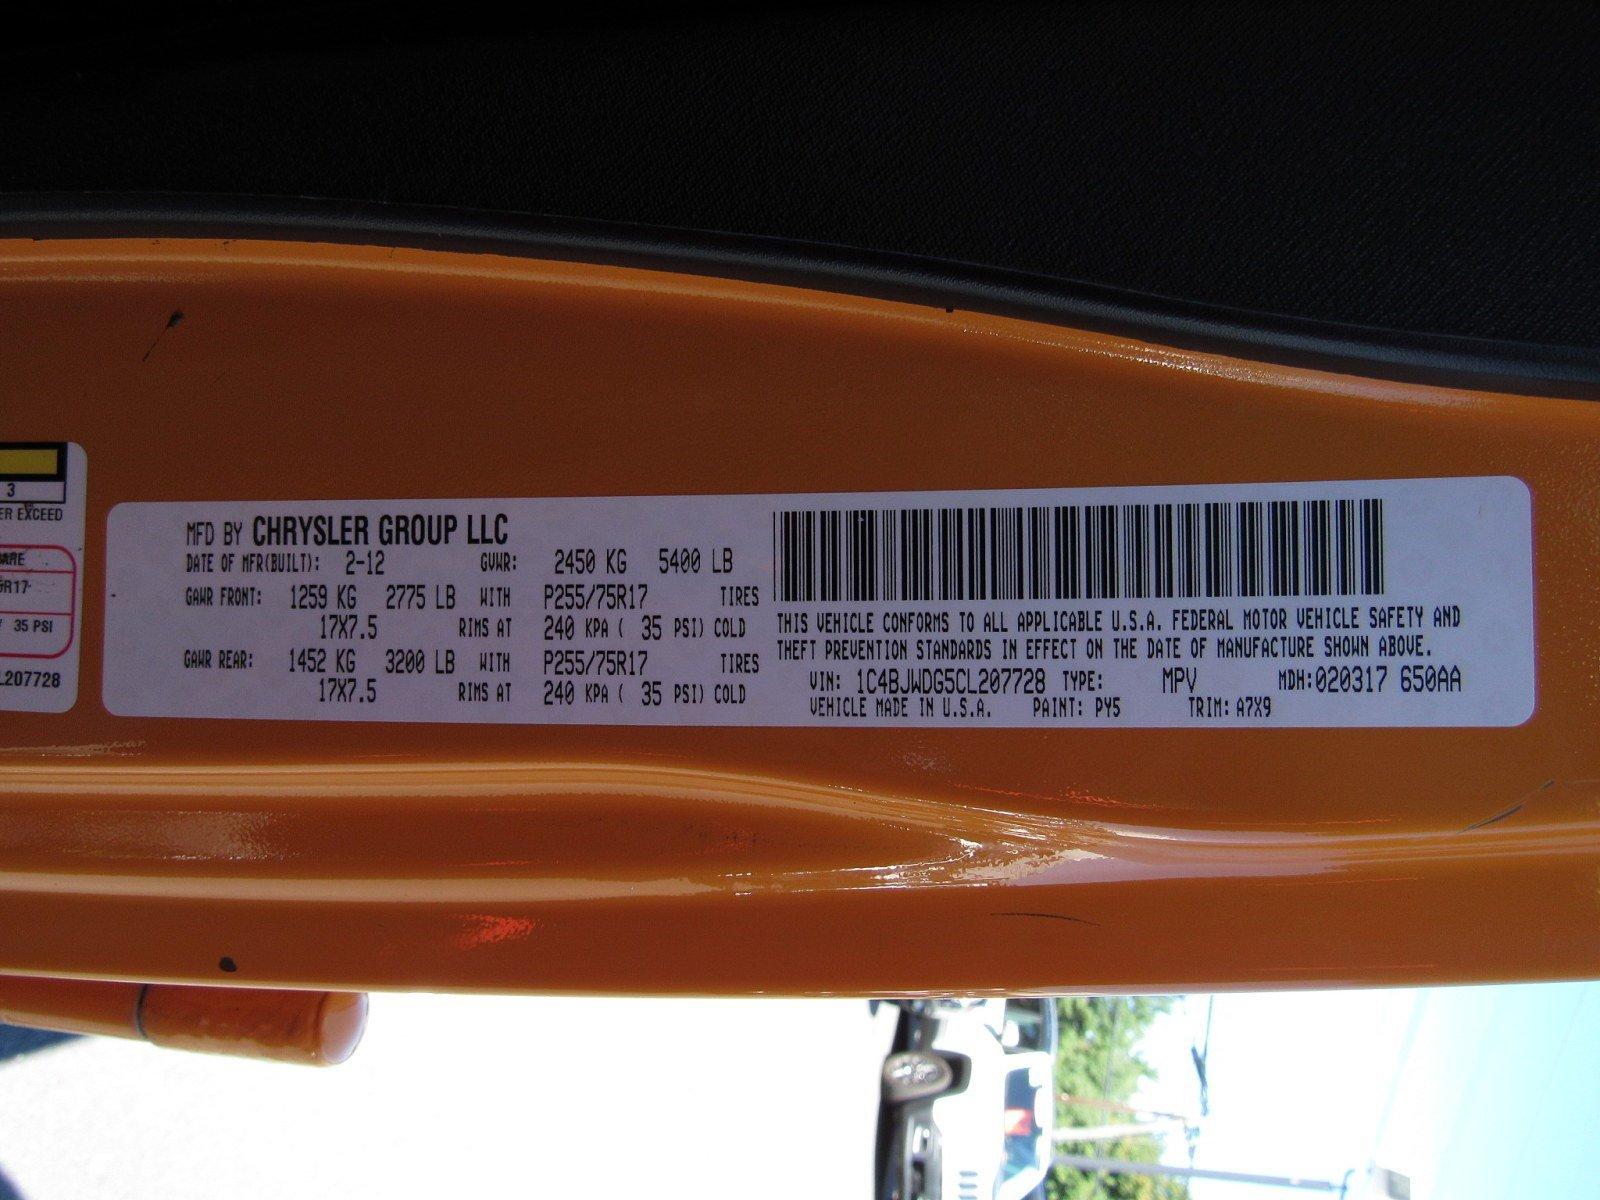 3
ER EXCEED
ARE
R17
35 PSI
L207728
MFD BY CHRYSLER GROUP LLC
DATE OF MFR(BUILT): 2-12 GVWR: 2450 KG 5400 LB
GAWR FRONT: 1259 KG 2775 LB WITH P255/75R17 TIRES
17X7.5 RIMS AT 240 KPA ( 35 PSI) COLD
GAWR REAR: 1452 KG 3200 LB WITH P255/75R17 TIRES
17X7.5 RIMS AT 240 KPA ( 35 PSI) COLD
THIS VEHICLE CONFORMS TO ALL APPLICABLE U.S.A. FEDERAL MOTOR VEHICLE SAFETY AND
THEFT PREVENTION STANDARDS IN EFFECT ON THE DATE OF MANUFACTURE SHOWN ABOVE.
VIN: 1C4BJWDG5CL207728 TYPE: MPV MDH:020317 650AA
VEHICLE MADE IN U.S.A. PAINT: PY5 TRIM: A7X9